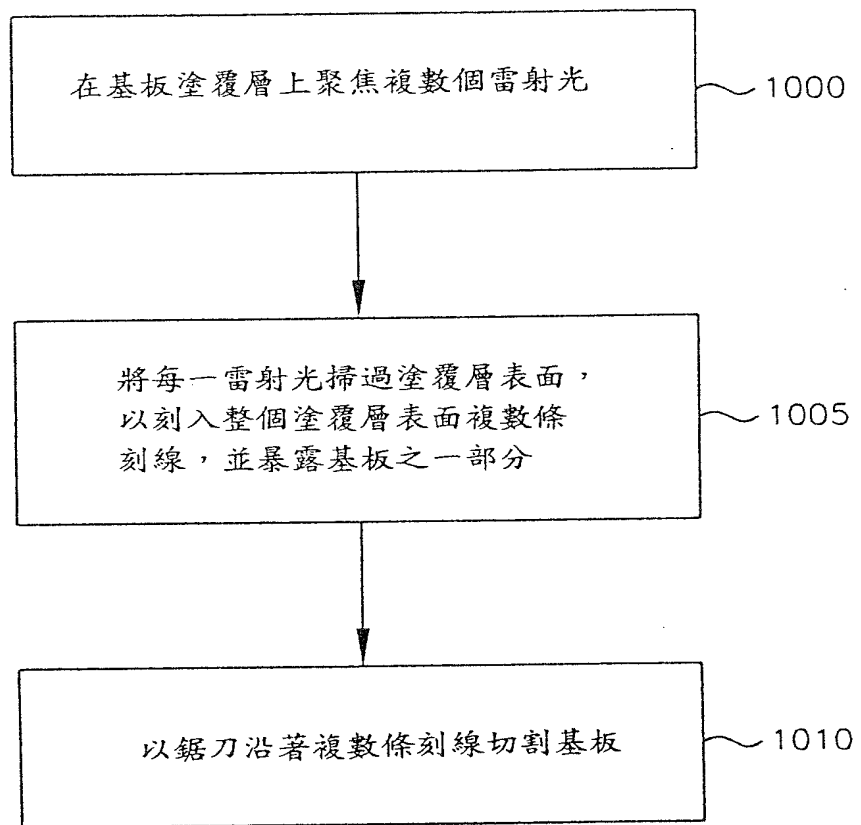 在基板塗覆層上聚焦複數個雷射光
1000
將每一雷射光掃過塗覆層表面，
以刻入整個塗覆層表面複數條
刻線，並暴露基板之一部分
1005
以鋸刀沿著複數條刻線切割基板
1010